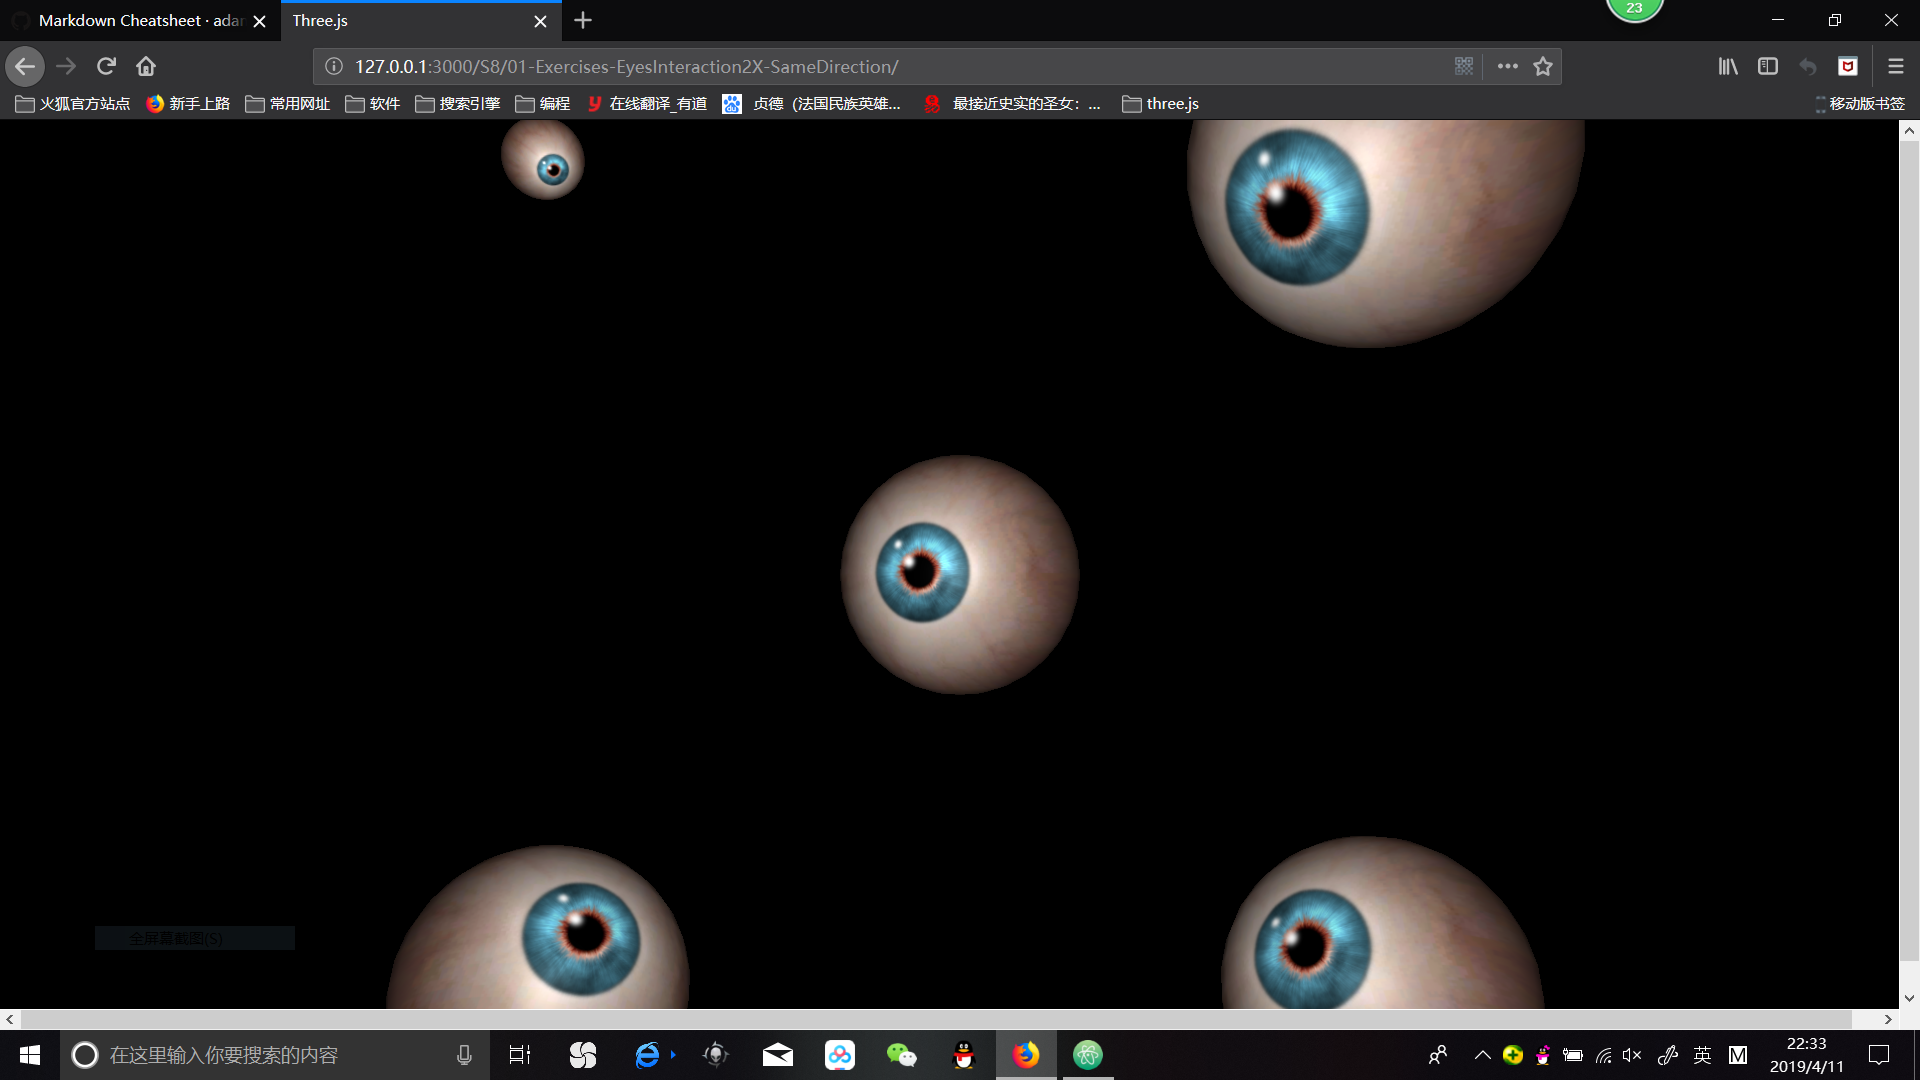 Markdown Cheatsheet · adar
Three.js
23
127.0.0.1:3000/S8/01-Exercises-EyesInteraction2X-SameDirection/
火狐官方站点
新手上路
常用网址
软件
搜索引擎
编程
在线翻译_有道
贞德（法国民族英雄...
最接近史实的圣女：...
three.js
移动版书签
全屏幕截图(S)
在这里输入你要搜索的内容
英
M
22:33
2019/4/11